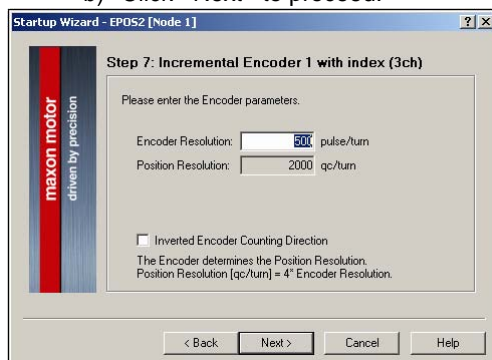 b) Click "Next" to proceed.
Startup Wizard - EPOS2 [Node 1]
Step 7: Incremental Encoder 1 with index (3ch)
maxon motor
driven by precision
Please enter the Encoder parameters.
Encoder Resolution: 500 pulse/turn
Position Resolution: 2000 qc/turn
Inverted Encoder Counting Direction
The Encoder determines the Position Resolution.
Position Resolution [qc/turn] = 4* Encoder Resolution.
< Back Next > Cancel Help